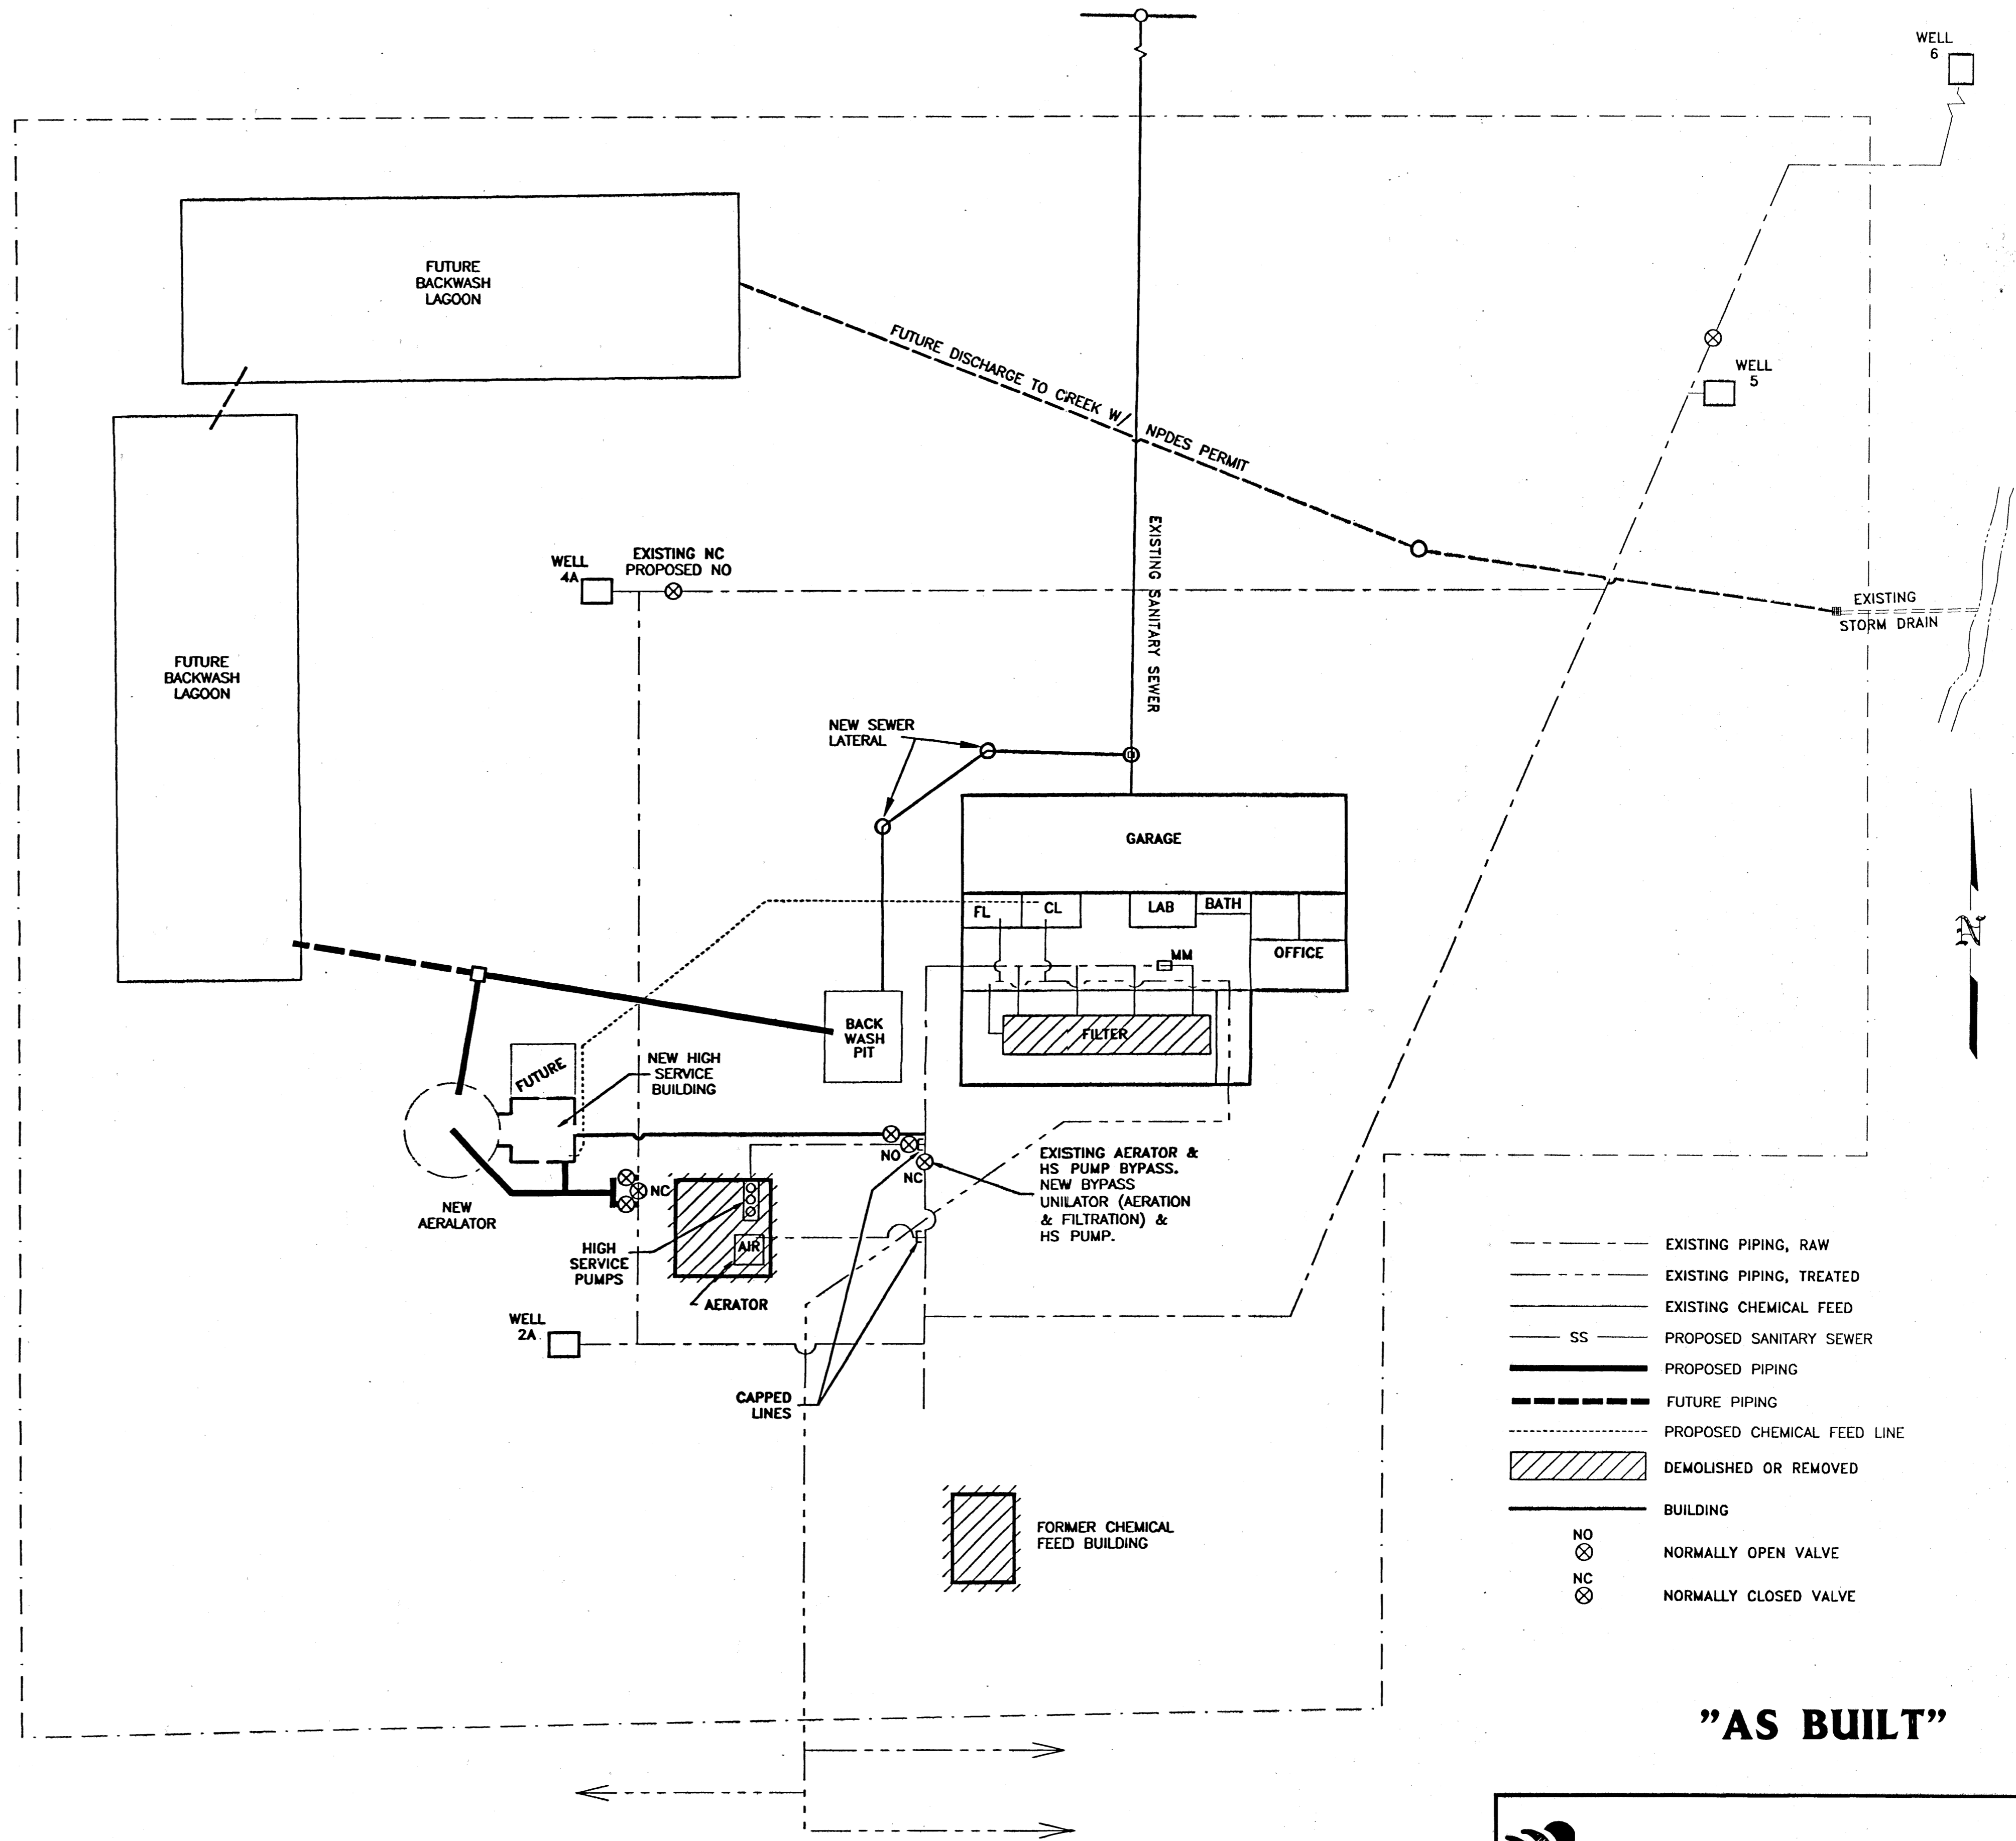 WELL
6
FUTURE
BACKWASH
LAGOON
FUTURE DISCHARGE TO CREEK W/ NPDES PERMIT
WELL
5
EXISTING SANITARY SEWER
WELL
4A
EXISTING NC
PROPOSED NO
EXISTING
STORM DRAIN
FUTURE
BACKWASH
LAGOON
NEW SEWER
LATERAL
GARAGE
FL
CL
LAB
BATH
OFFICE
MM
FILTER
BACK
WASH
PIT
FUTURE
NEW HIGH
SERVICE
BUILDING
N
NO
NC
EXISTING AERATOR &
HS PUMP BYPASS.
NEW BYPASS
UNILATOR (AERATION
& FILTRATION) &
HS PUMP.
NC
NEW
AERALATOR
HIGH
SERVICE
PUMPS
AIR
AERATOR
WELL
2A
CAPPED
LINES
FORMER CHEMICAL
FEED BUILDING
EXISTING PIPING, RAW
EXISTING PIPING, TREATED
EXISTING CHEMICAL FEED
SS PROPOSED SANITARY SEWER
PROPOSED PIPING
FUTURE PIPING
PROPOSED CHEMICAL FEED LINE
DEMOLISHED OR REMOVED
BUILDING
NO
NORMALLY OPEN VALVE
NC
NORMALLY CLOSED VALVE
"AS BUILT"